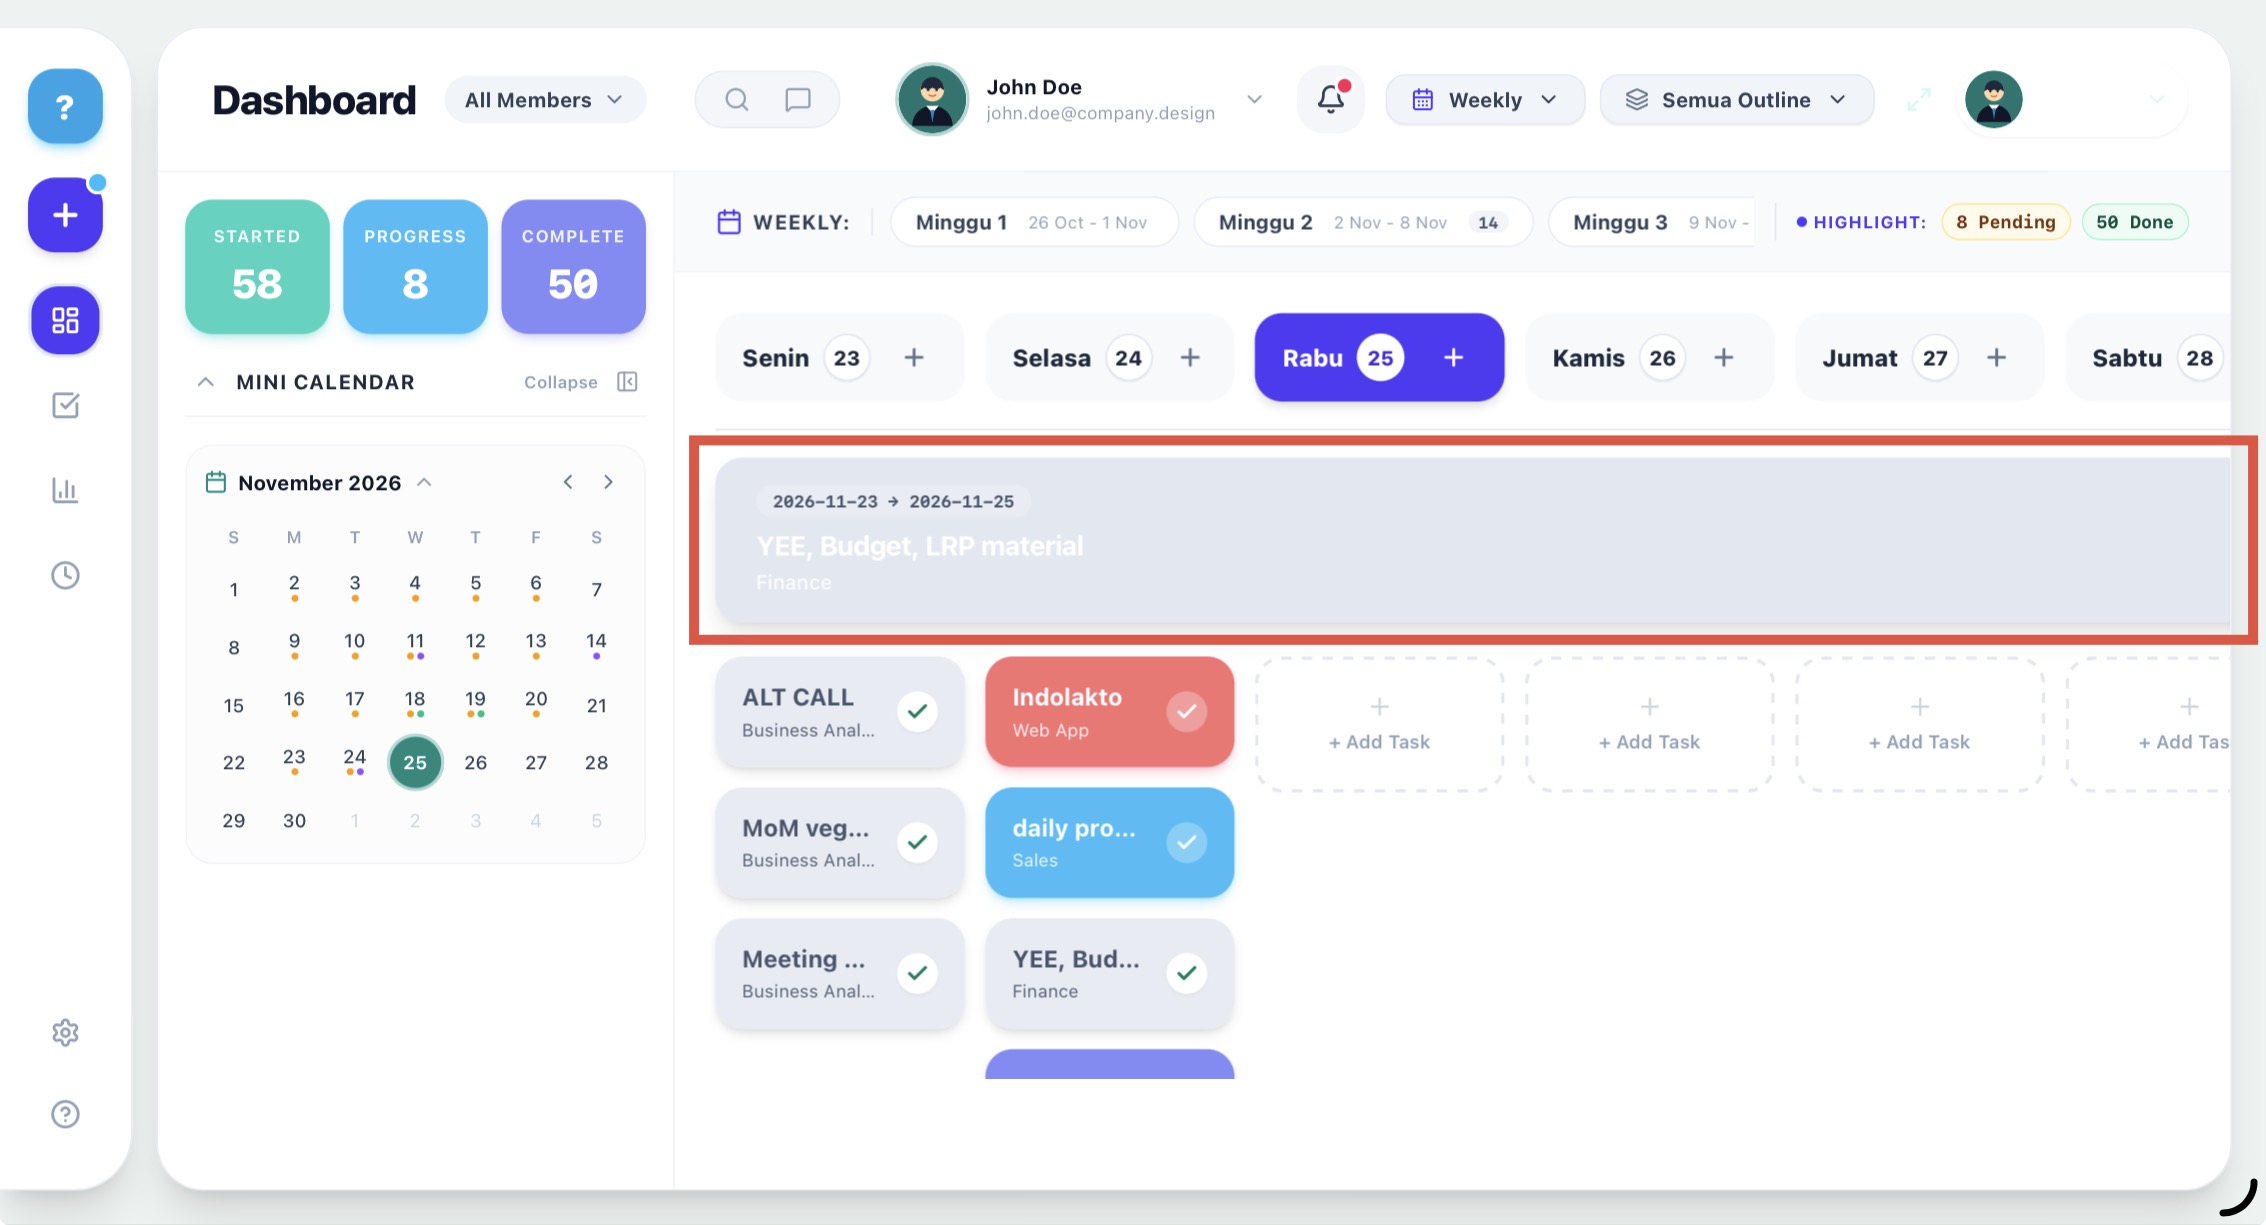 ?
Dashboard
All Members
John Doe
john.doe@company.design
Weekly
Semua Outline
STARTED
58
PROGRESS
8
COMPLETE
50
MINI CALENDAR
Collapse
November 2026
S M T W T F S
1 2 3 4 5 6 7
8 9 10 11 12 13 14
15 16 17 18 19 20 21
22 23 24 25 26 27 28
29 30 1 2 3 4 5
WEEKLY:
Minggu 1 26 Oct - 1 Nov
Minggu 2 2 Nov - 8 Nov 14
Minggu 3 9 Nov -
HIGHLIGHT:
8 Pending
50 Done
Senin 23 +
Selasa 24 +
Rabu 25 +
Kamis 26 +
Jumat 27 +
Sabtu 28
2026-11-23 → 2026-11-25
YEE, Budget, LRP material
Finance
ALT CALL
Business Anal...
MoM veg...
Business Anal...
Meeting ...
Business Anal...
Indolakto
Web App
daily pro...
Sales
YEE, Bud...
Finance
+ Add Task
+ Add Task
+ Add Task
+ Add Tas